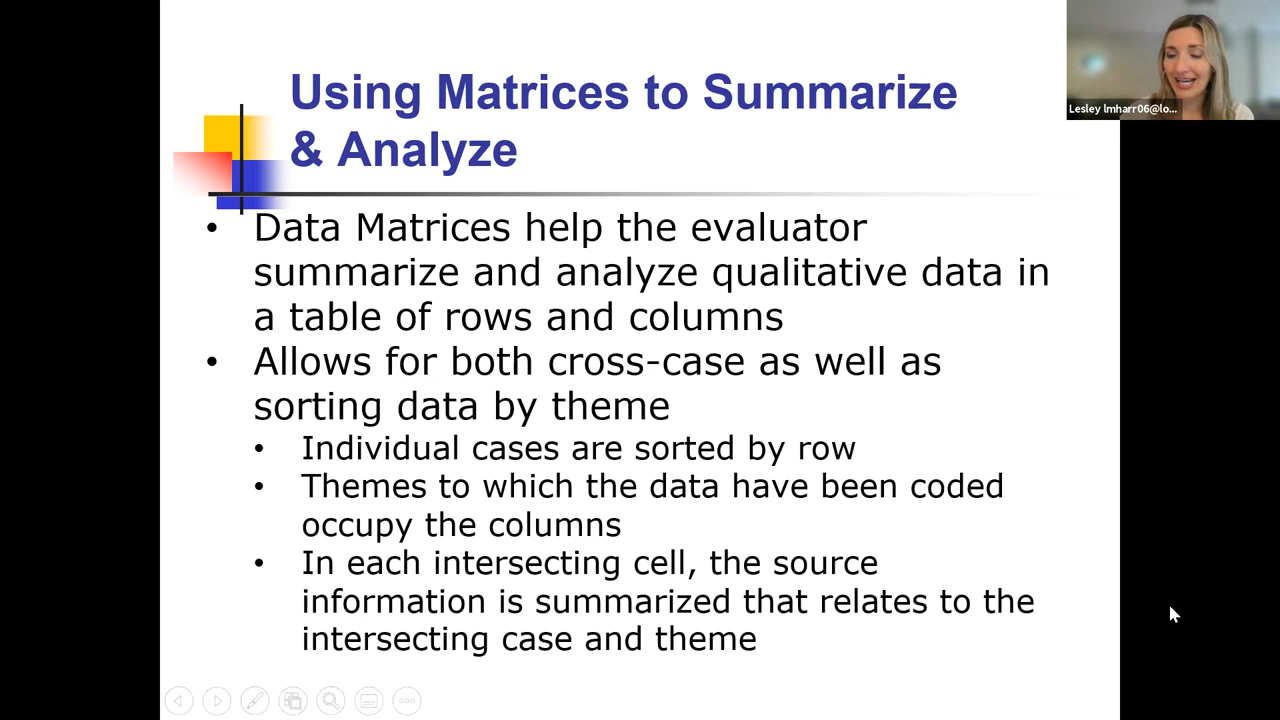 Using Matrices to Summarize
& Analyze
• Data Matrices help the evaluator
summarize and analyze qualitative data in
a table of rows and columns
• Allows for both cross-case as well as
sorting data by theme
• Individual cases are sorted by row
• Themes to which the data have been coded
occupy the columns
• In each intersecting cell, the source
information is summarized that relates to the
intersecting case and theme
Lesley lmharr06@lo...